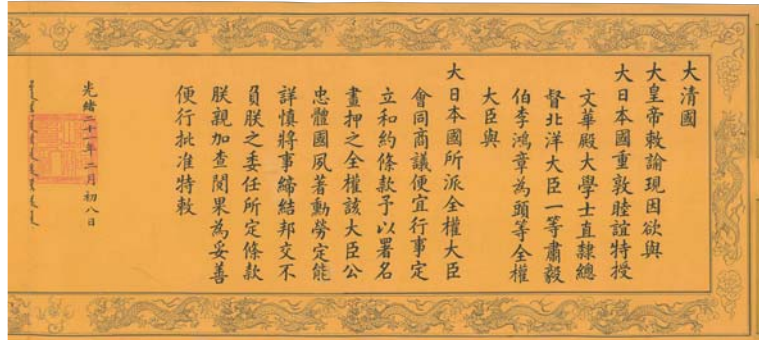 大清國
大皇帝敕諭現因欲與
大日本國重敦睦誼特授
文華殿大學士直隸總
督北洋大臣一等肅毅
伯李鴻章為頭等全權
大臣與
大日本國所派全權大臣
會同商議便宜行事定
立和約條款予以署名
畫押之全權該大臣公
忠體國夙著勳勞定能
詳慎將事締結邦交不
負朕之委任所定條款
朕親加查閱果為妥善
便行批准特敕
光緒二十一年二月初八日